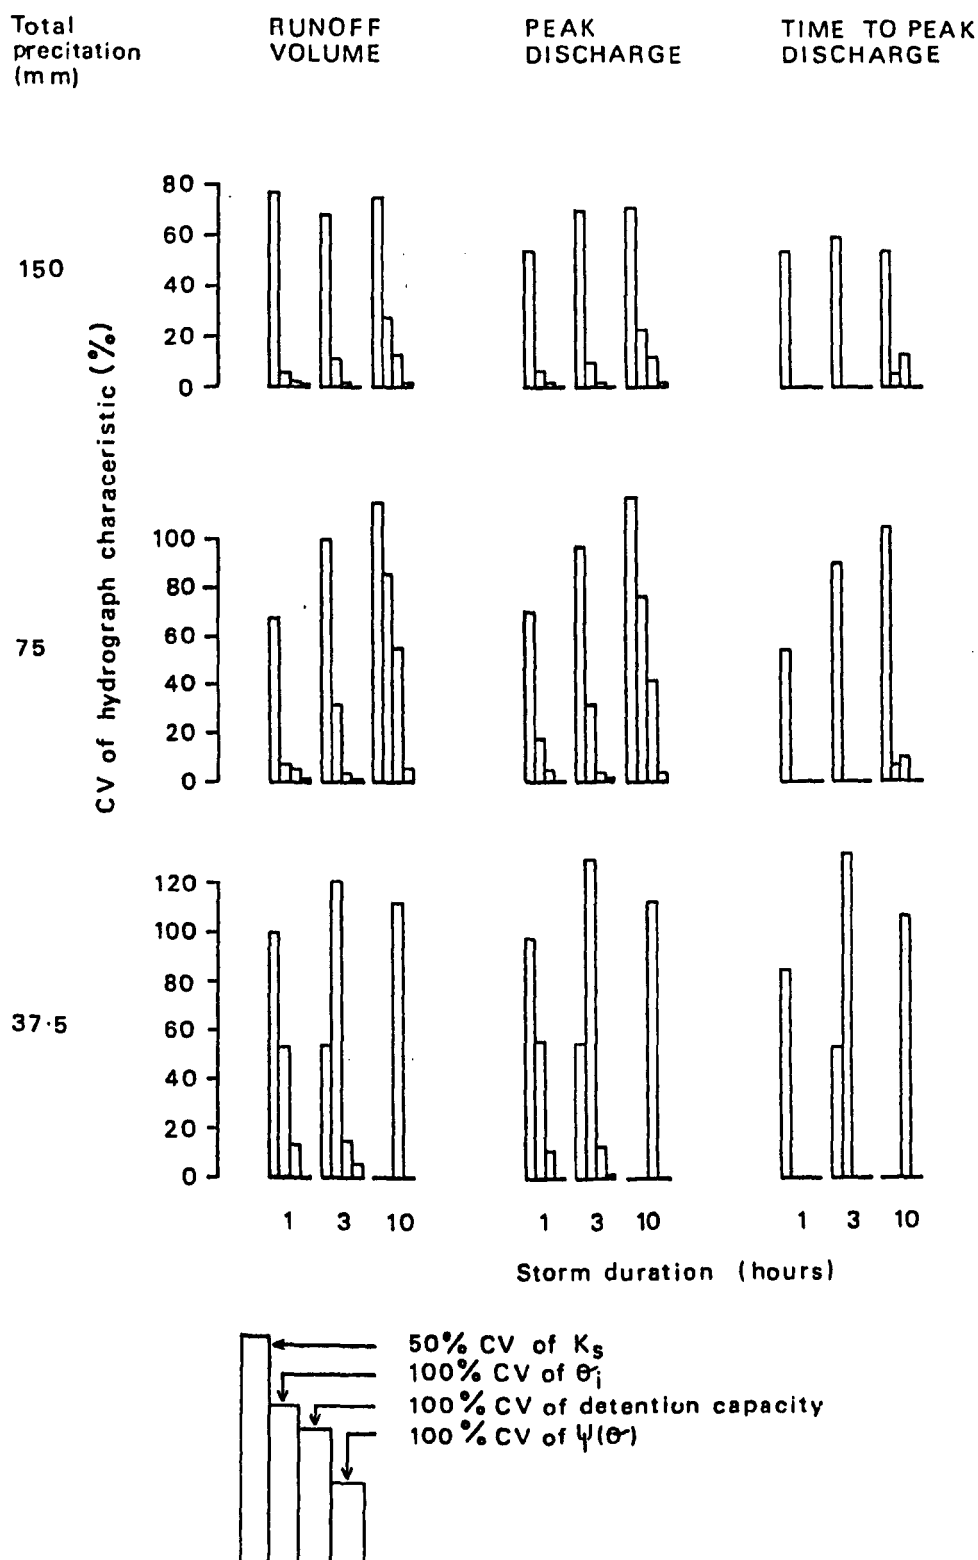 Total
precitation
(mm)
RUNOFF
VOLUME
PEAK
DISCHARGE
TIME TO PEAK
DISCHARGE
150
80
60
40
20
0
CV of hydrograph characeristic (%)
75
100
80
60
40
20
0
37·5
120
100
80
60
40
20
0
1 3 10
1 3 10
1 3 10
Storm duration (hours)
50% CV of Ks
100% CV of θi
100% CV of detention capacity
100% CV of ψ(θ)